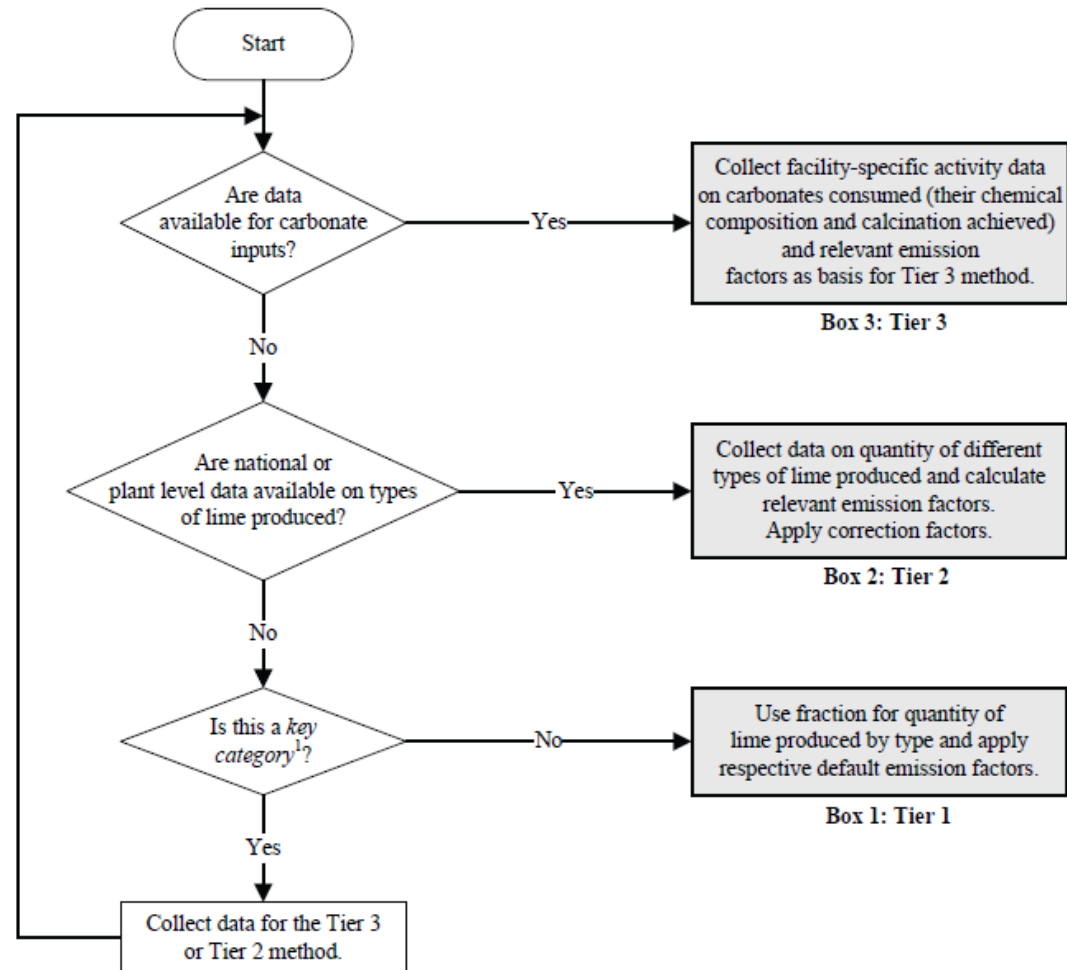 Start
Are data
available for carbonate
inputs?
Yes
Collect facility-specific activity data
on carbonates consumed (their chemical
composition and calcination achieved)
and relevant emission
factors as basis for Tier 3 method.
Box 3: Tier 3
No
Are national or
plant level data available on types
of lime produced?
Yes
Collect data on quantity of different
types of lime produced and calculate
relevant emission factors.
Apply correction factors.
Box 2: Tier 2
No
Is this a key
category¹?
No
Use fraction for quantity of
lime produced by type and apply
respective default emission factors.
Box 1: Tier 1
Yes
Collect data for the Tier 3
or Tier 2 method.